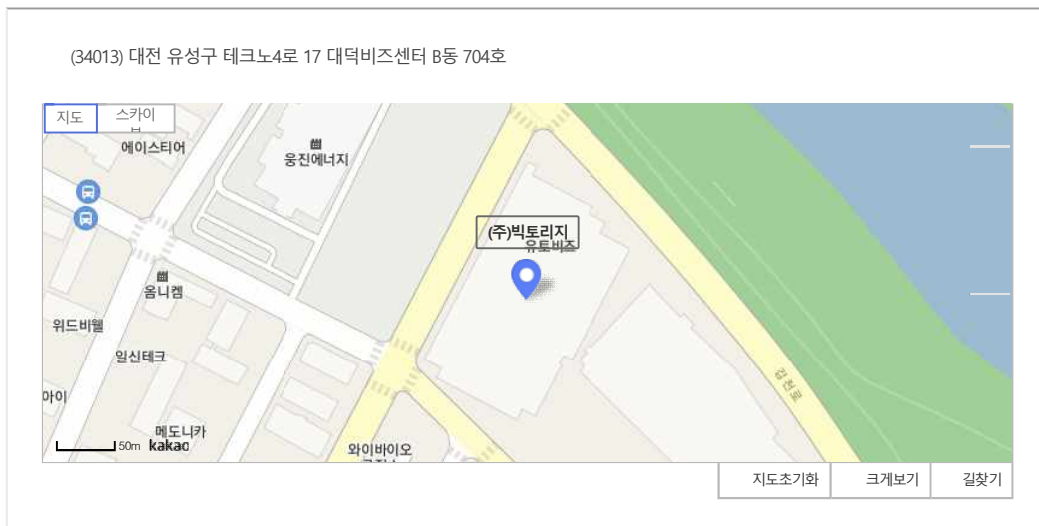 (34013) 대전 유성구 테크노4로 17 대덕비즈센터 B동 704호
지도
스카이
에이스티어
웅진에너지
(주)빅토리지
유토비즈
옴니켐
위드비웰
일신테크
아이
메도니카
50m kakao
와이바이오
갑천로
지도초기화
크게보기
길찾기